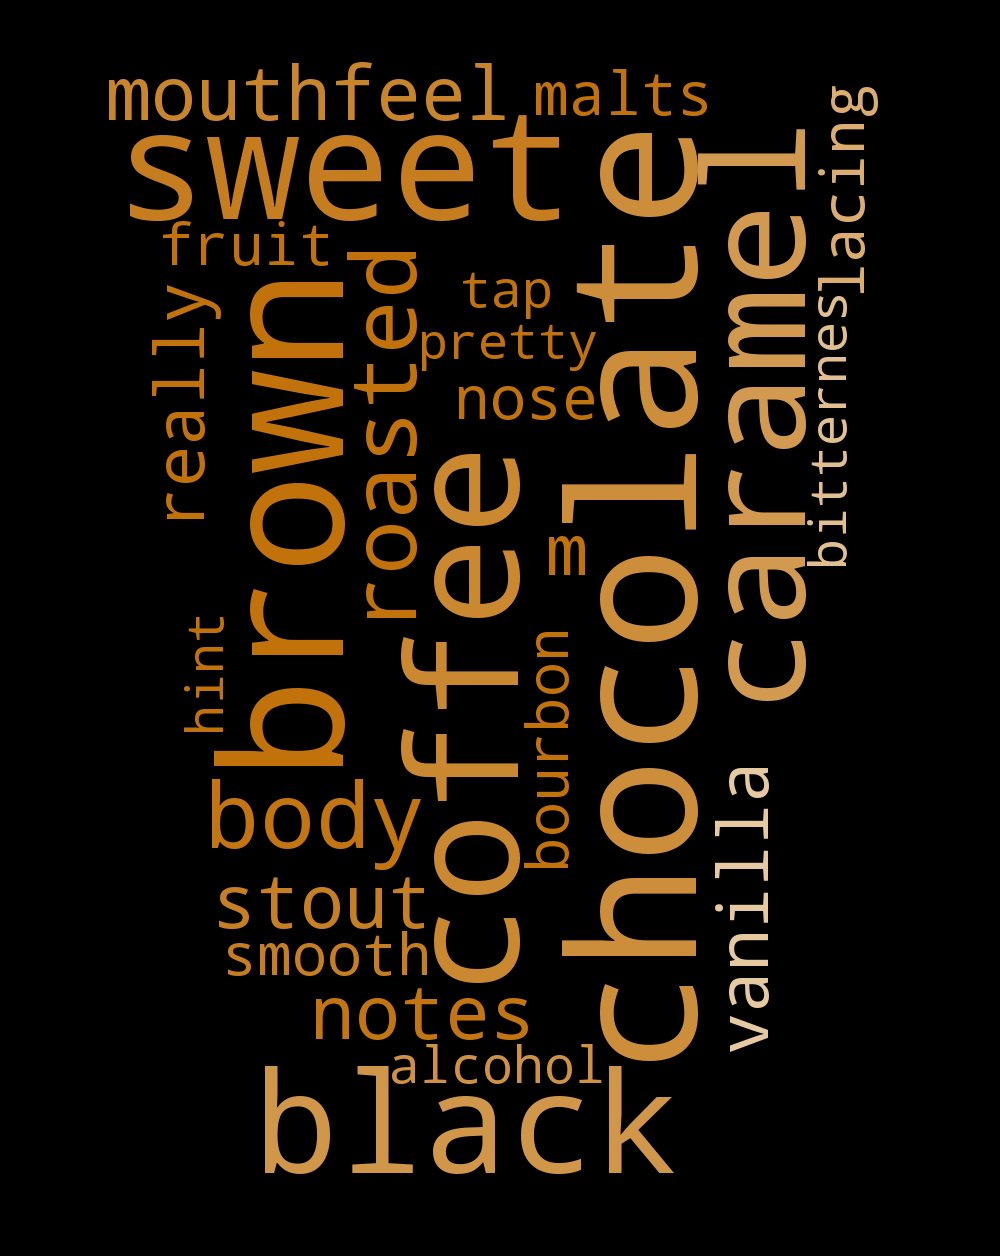 mouthfeel
malts
sweet
lacing
fruit
chocolate
caramel
really
brown
roasted
tap
pretty
nose
bitternes
coffee
m
hint
bourbon
body
vanilla
stout
smooth
notes
alcohol
black